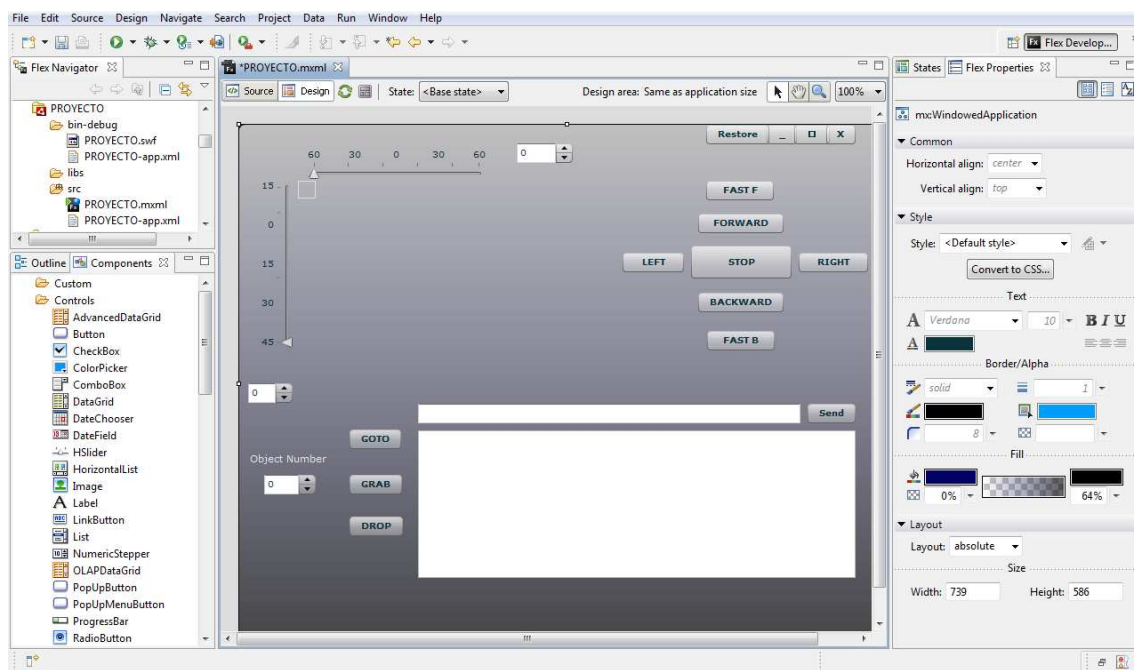 File Edit Source Design Navigate Search Project Data Run Window Help
Flex Develop...
Flex Navigator
PROYECTO
bin-debug
PROYECTO.swf
PROYECTO-app.xml
libs
src
PROYECTO.mxml
PROYECTO-app.xml
Outline Components
Custom
Controls
AdvancedDataGrid
Button
CheckBox
ColorPicker
ComboBox
DataGrid
DateChooser
DateField
HSlider
HorizontalList
Image
Label
LinkButton
List
NumericStepper
OLAPDataGrid
PopUpButton
PopUpMenuButton
ProgressBar
RadioButton
*PROYECTO.mxml
Source Design State: <Base state> Design area: Same as application size 100%
Restore _ X
60 30 0 30 60 0
15
0
15
30
45
FAST F
FORWARD
LEFT STOP RIGHT
BACKWARD
FAST B
0
Send
GOTO
Object Number
0 GRAB
DROP
States Flex Properties
mx:WindowedApplication
Common
Horizontal align: center
Vertical align: top
Style
Style: <Default style>
Convert to CSS...
Text
A Verdana 10 B I U
A
Border/Alpha
solid 1
8
Fill
0% 64%
Layout
Layout: absolute
Size
Width: 739 Height: 586